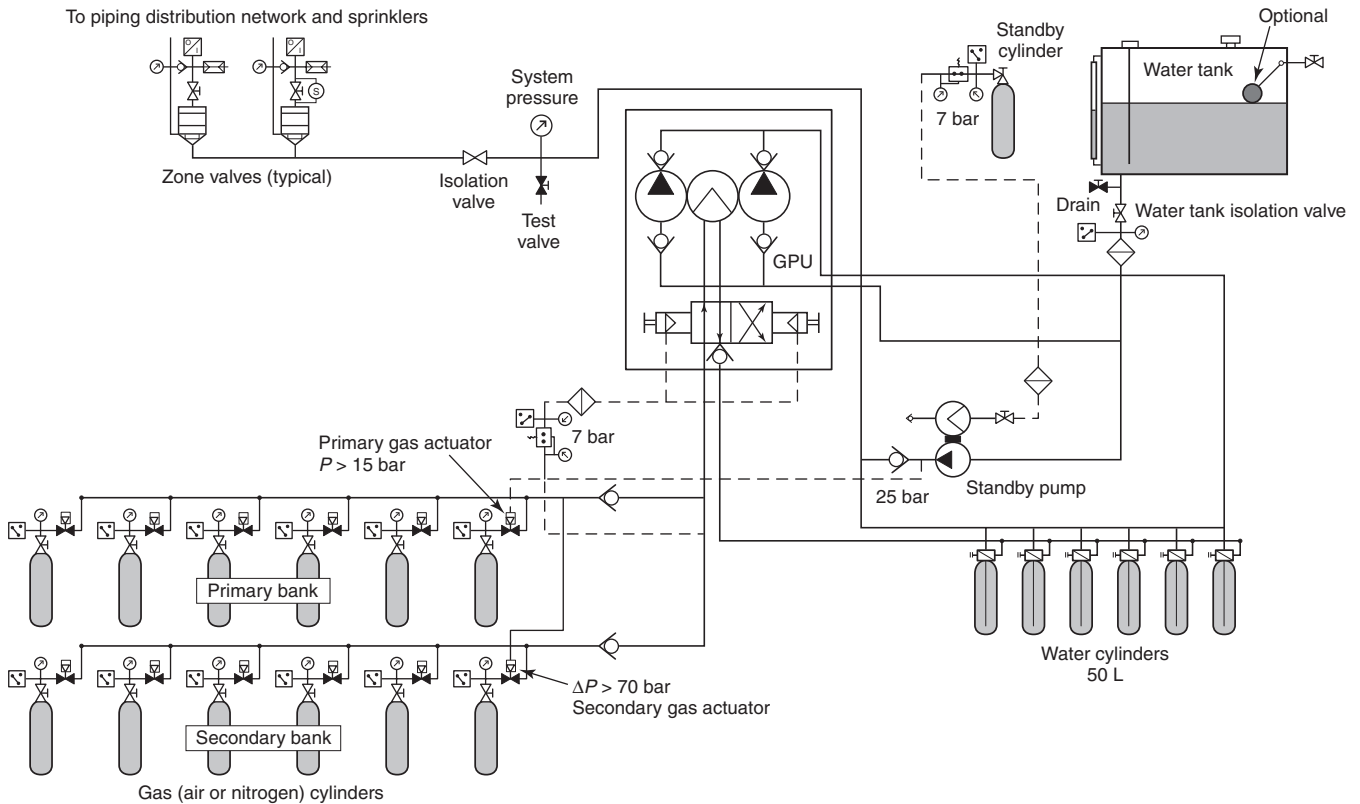 To piping distribution network and sprinklers
O
I
O
I
S
Zone valves (typical)
System
pressure
Isolation
valve
Test
valve
GPU
Standby
cylinder
7 bar
Optional
Water tank
Drain
Water tank isolation valve
7 bar
Primary gas actuator
P > 15 bar
25 bar
Standby pump
Primary bank
Water cylinders
50 L
ΔP > 70 bar
Secondary gas actuator
Secondary bank
Gas (air or nitrogen) cylinders